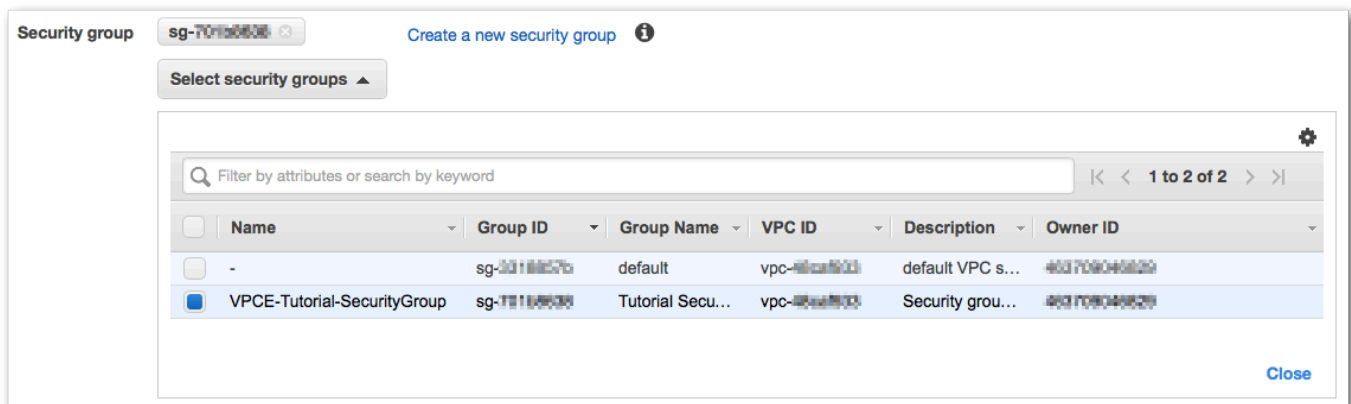 Security group sg- Create a new security group
Select security groups
Filter by attributes or search by keyword 1 to 2 of 2
Name Group ID Group Name VPC ID Description Owner ID
- sg- default vpc- default VPC s...
VPCE-Tutorial-SecurityGroup sg- Tutorial Secu... vpc- Security grou...
Close